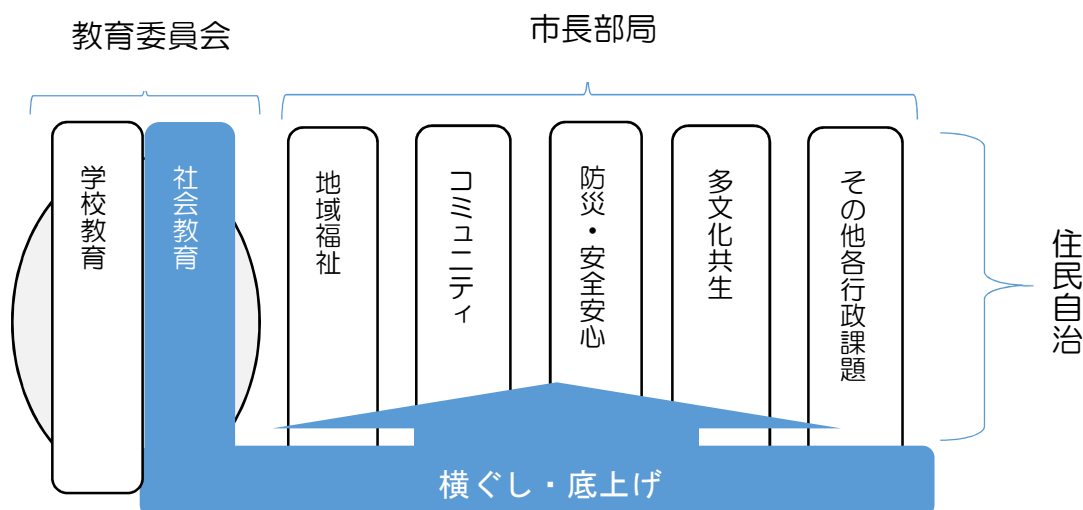 教育委員会
市長部局
学校教育
社会教育
地域福祉
コミュニティ
防災・安全安心
多文化共生
その他各行政課題
住民自治
横ぐし・底上げ